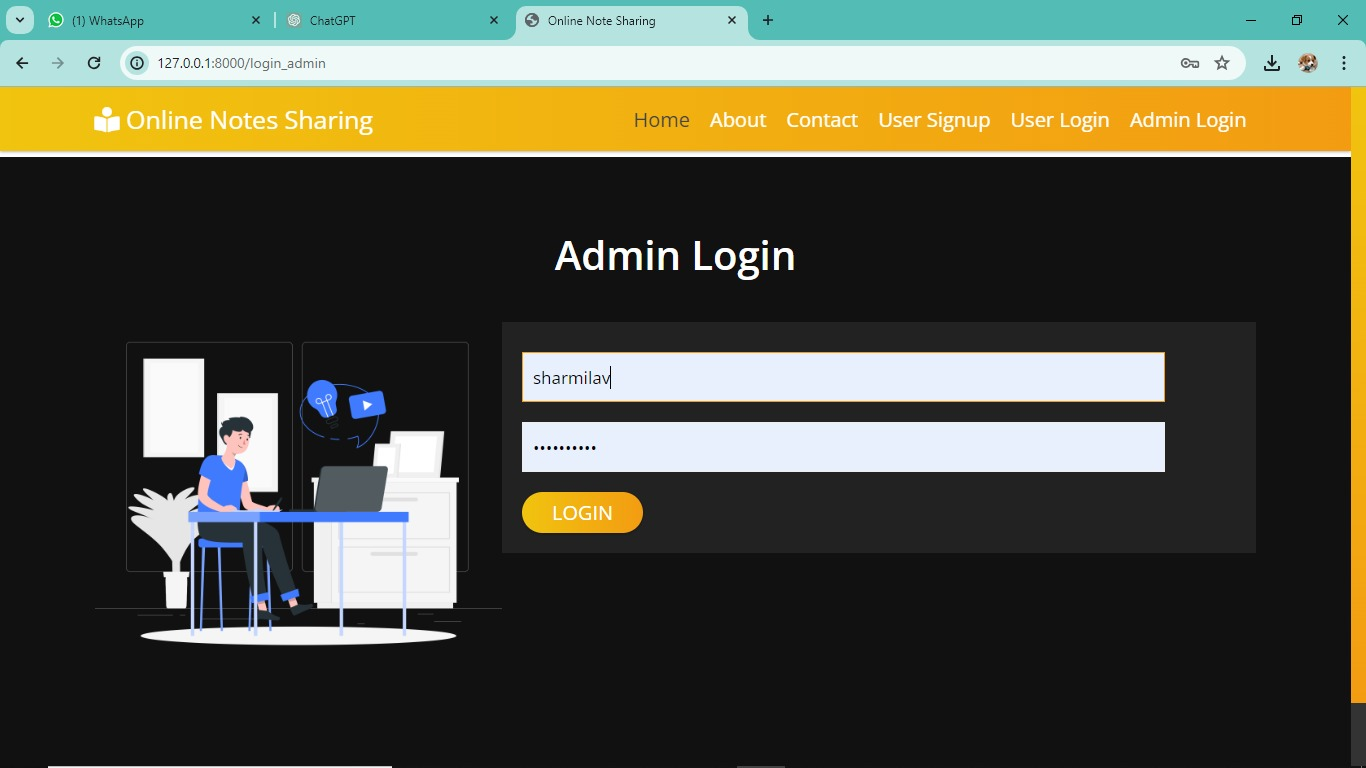 (1) WhatsApp
ChatGPT
Online Note Sharing
127.0.0.1:8000/login_admin
Online Notes Sharing
Home About Contact User Signup User Login Admin Login
Admin Login
sharmilav
••••••••••
LOGIN